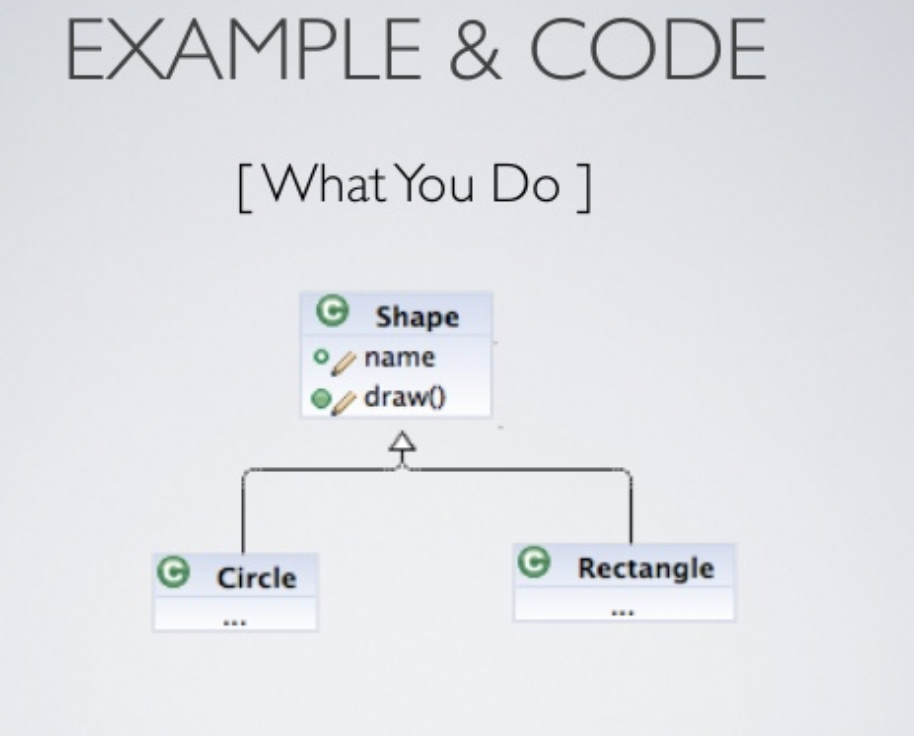 EXAMPLE & CODE
[ What You Do ]
C Shape
name
draw()
C Circle
...
C Rectangle
...